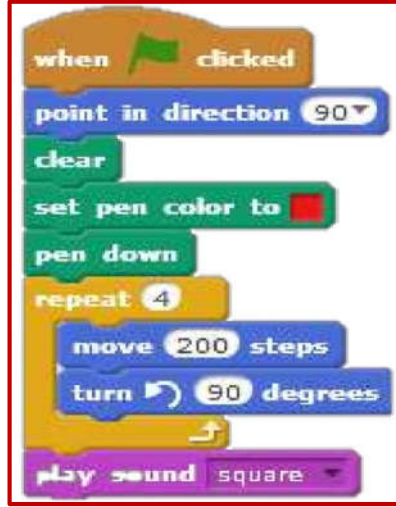 when clicked
point in direction 90
clear
set pen color to
pen down
repeat 4
move 200 steps
turn 90 degrees
play sound square